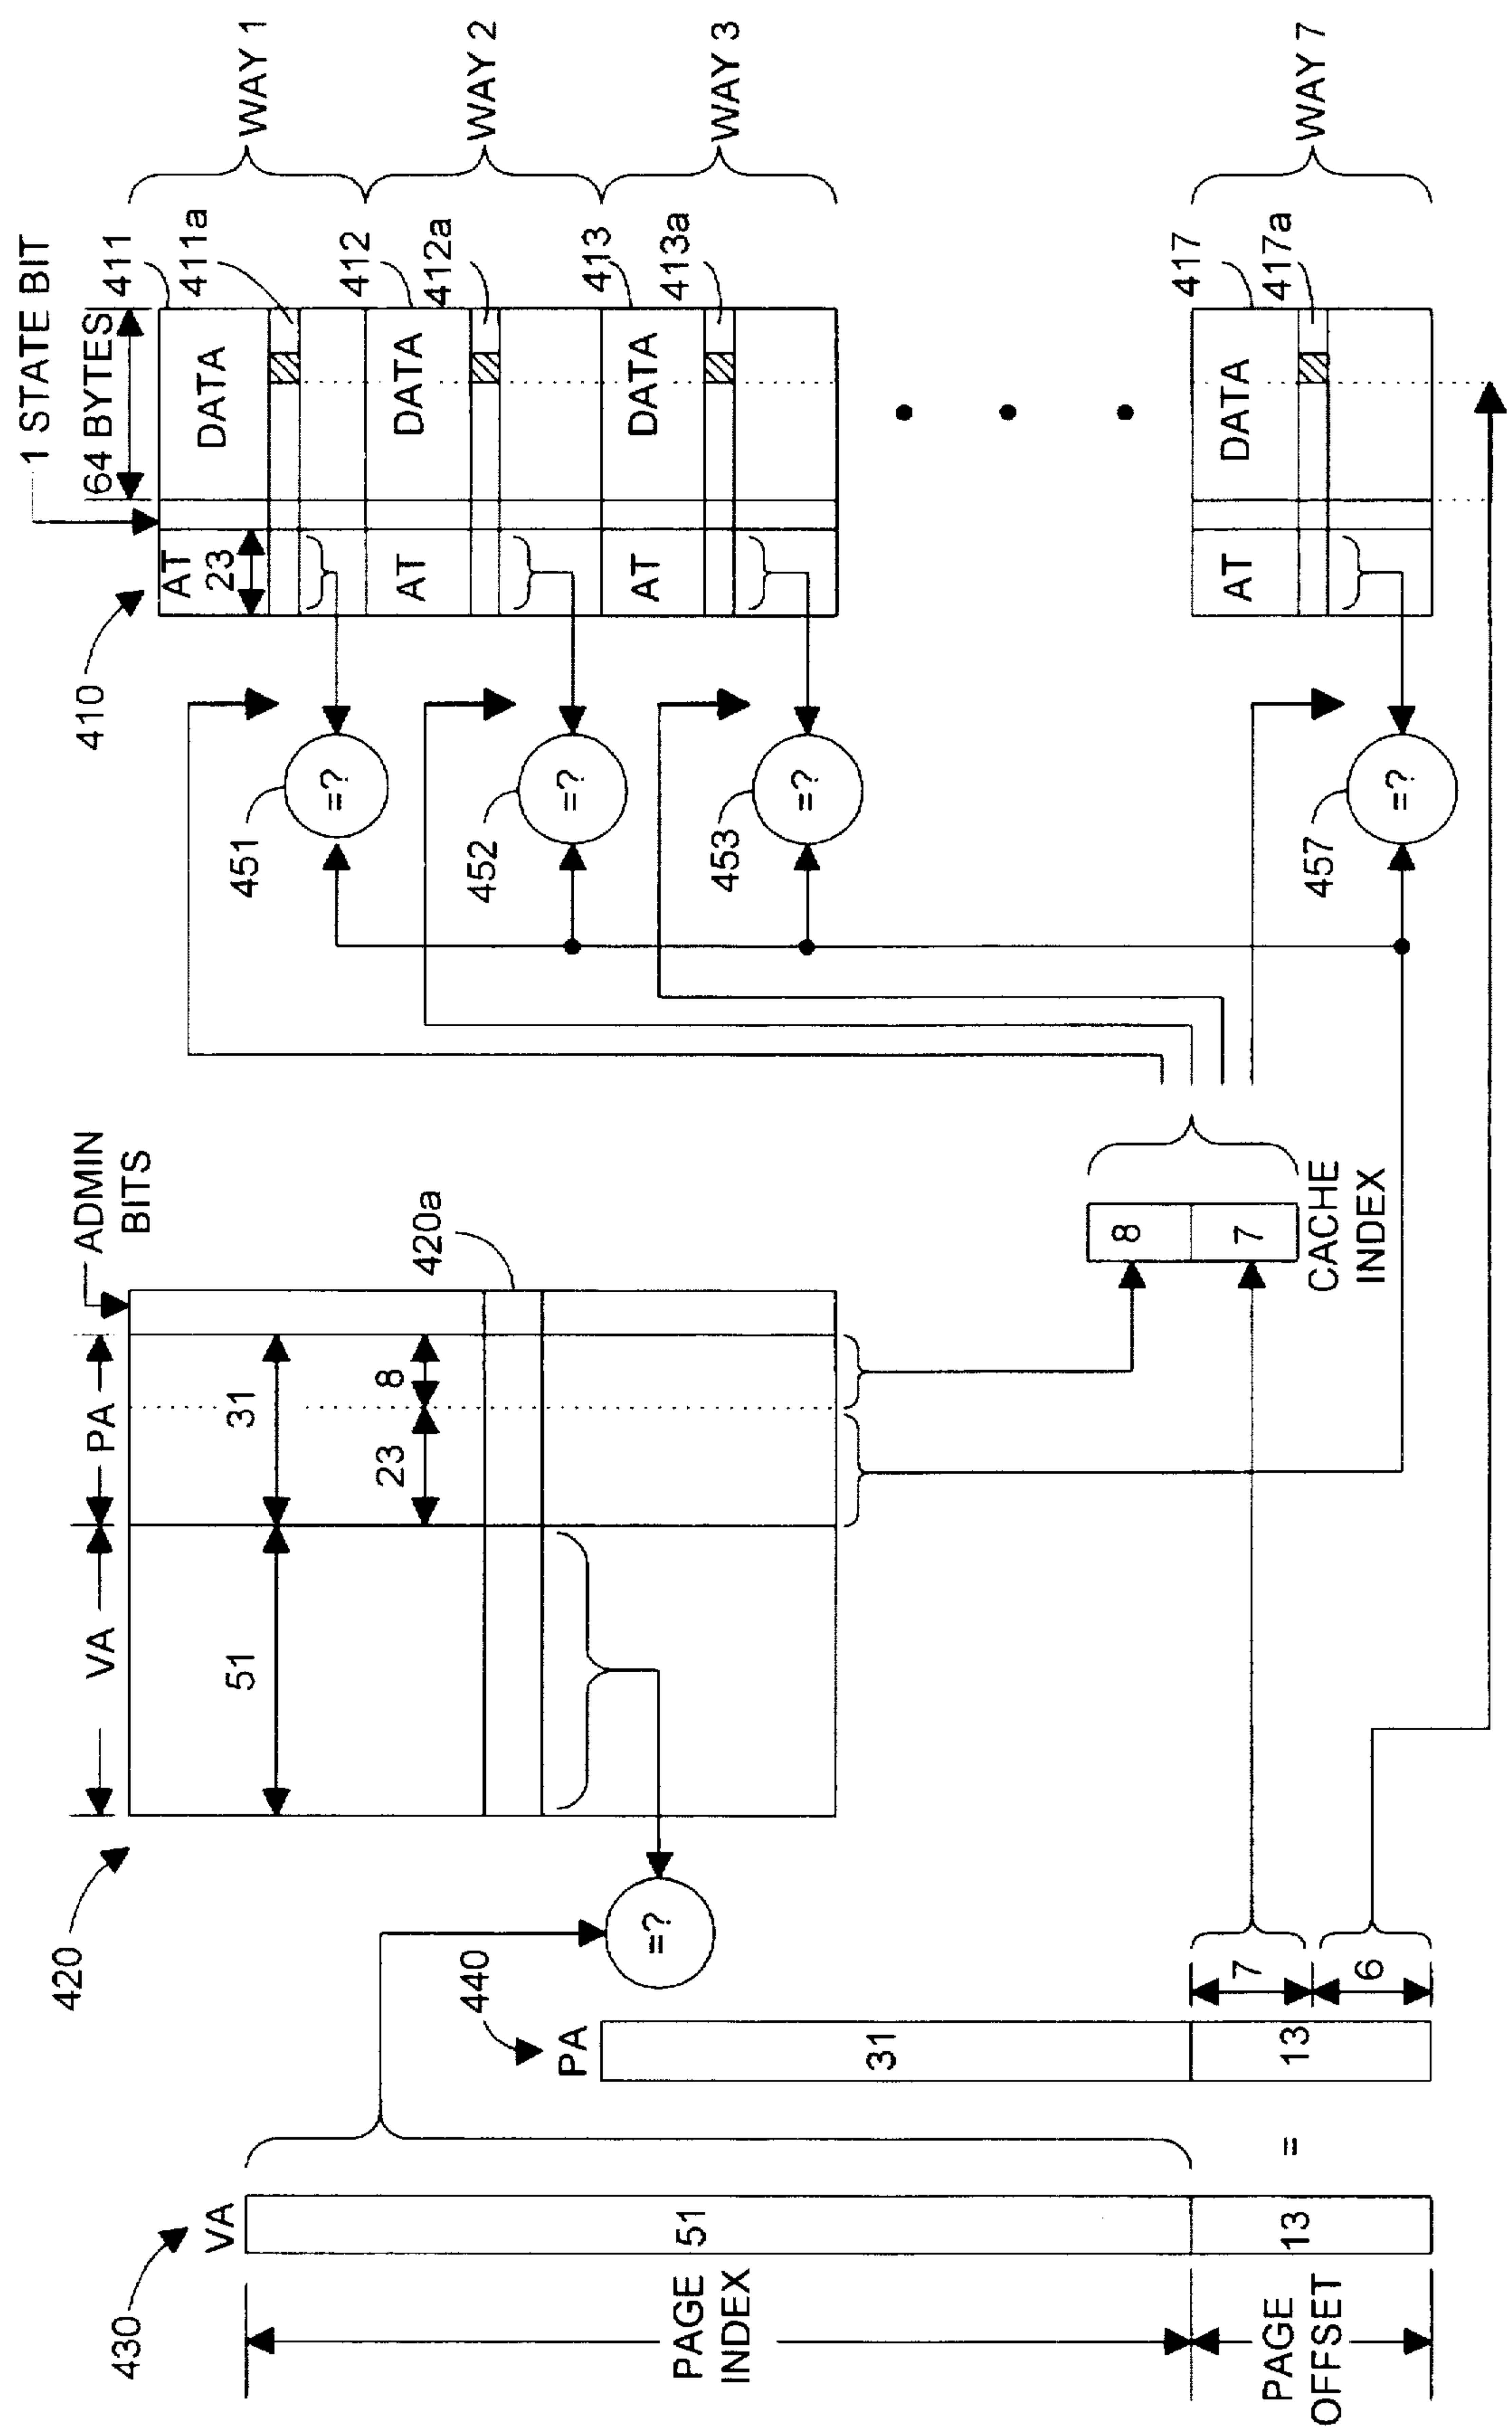 430
VA
51
13
PAGE
INDEX
PAGE
OFFSET
=
440
PA
31
13
7
6
=?
420
VA
PA
ADMIN
BITS
51
31
23
8
420a
8
7
CACHE
INDEX
410
1 STATE BIT
64 BYTES
AT
23
DATA
411
411a
WAY 1
AT
DATA
412
412a
WAY 2
AT
DATA
413
413a
WAY 3
AT
DATA
417
417a
WAY 7
451
=?
452
=?
453
=?
457
=?